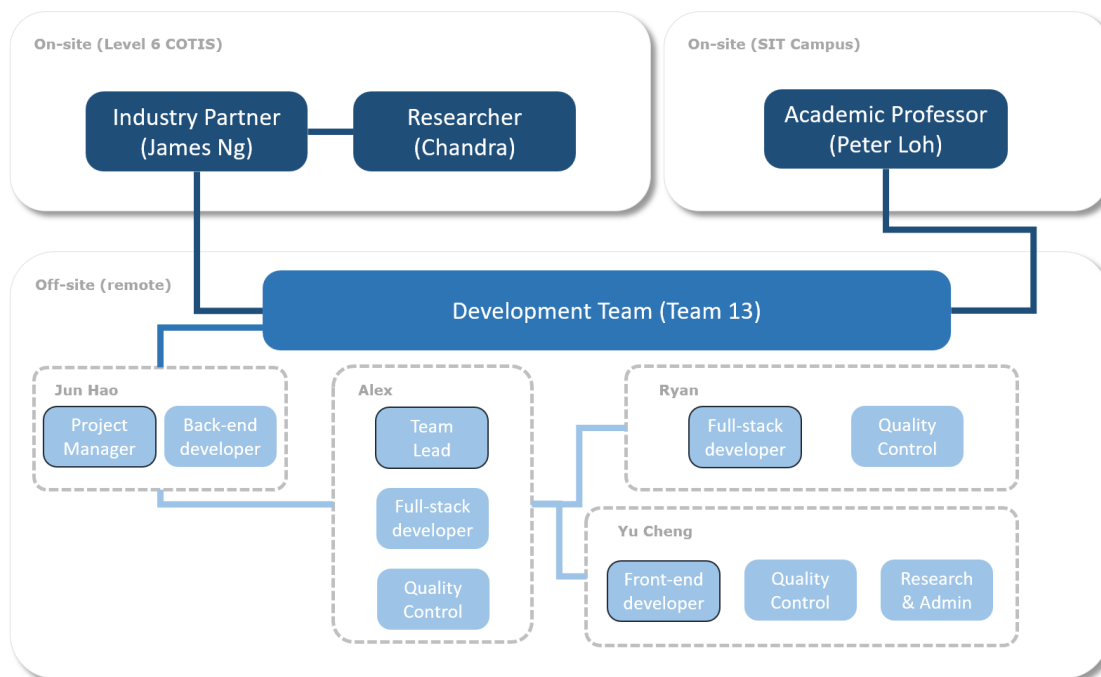 On-site (Level 6 COTIS)
Industry Partner
(James Ng)
Researcher
(Chandra)
On-site (SIT Campus)
Academic Professor
(Peter Loh)
Off-site (remote)
Development Team (Team 13)
Jun Hao
Project
Manager
Back-end
developer
Alex
Team
Lead
Full-stack
developer
Quality
Control
Ryan
Full-stack
developer
Quality
Control
Yu Cheng
Front-end
developer
Quality
Control
Research
& Admin